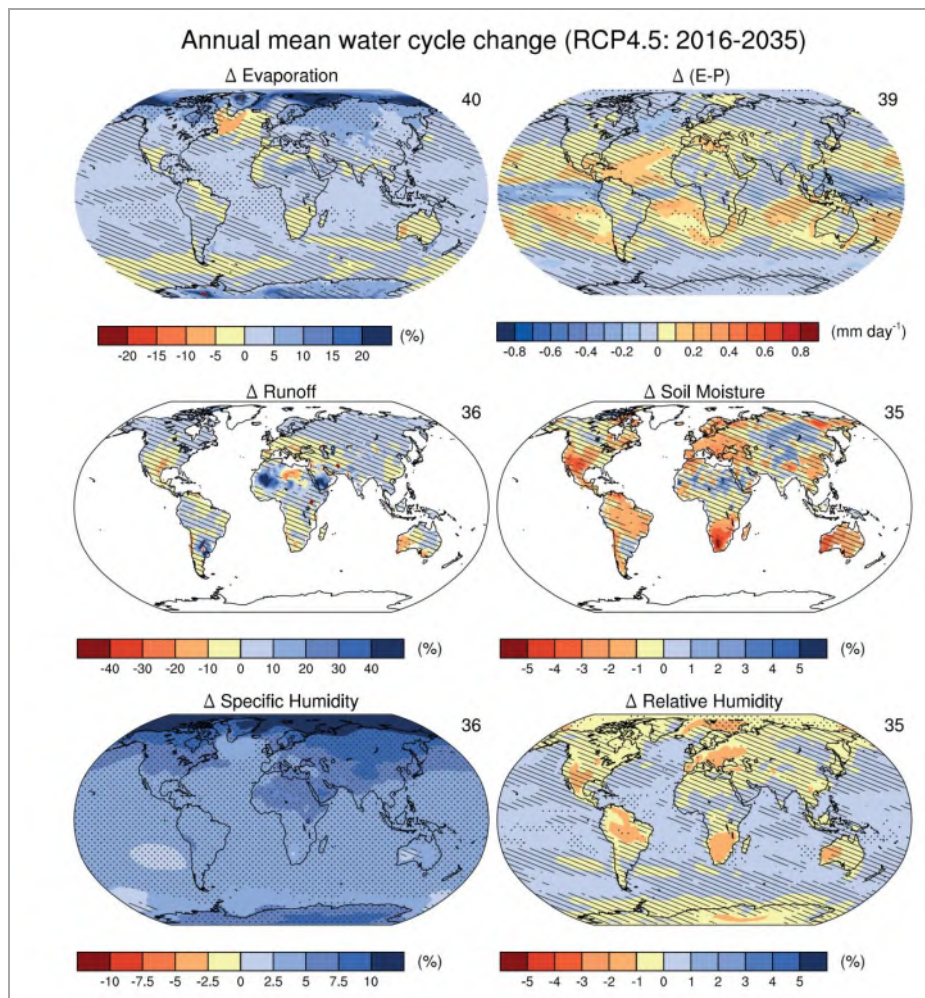 Annual mean water cycle change (RCP4.5: 2016-2035)
Δ Evaporation
40
-20 -15 -10 -5 0 5 10 15 20 (%)
Δ (E-P)
39
-0.8 -0.6 -0.4 -0.2 0 0.2 0.4 0.6 0.8 (mm day⁻¹)
Δ Runoff
36
-40 -30 -20 -10 0 10 20 30 40 (%)
Δ Soil Moisture
35
-5 -4 -3 -2 -1 0 1 2 3 4 5 (%)
Δ Specific Humidity
36
-10 -7.5 -5 -2.5 0 2.5 5 7.5 10 (%)
Δ Relative Humidity
35
-5 -4 -3 -2 -1 0 1 2 3 4 5 (%)